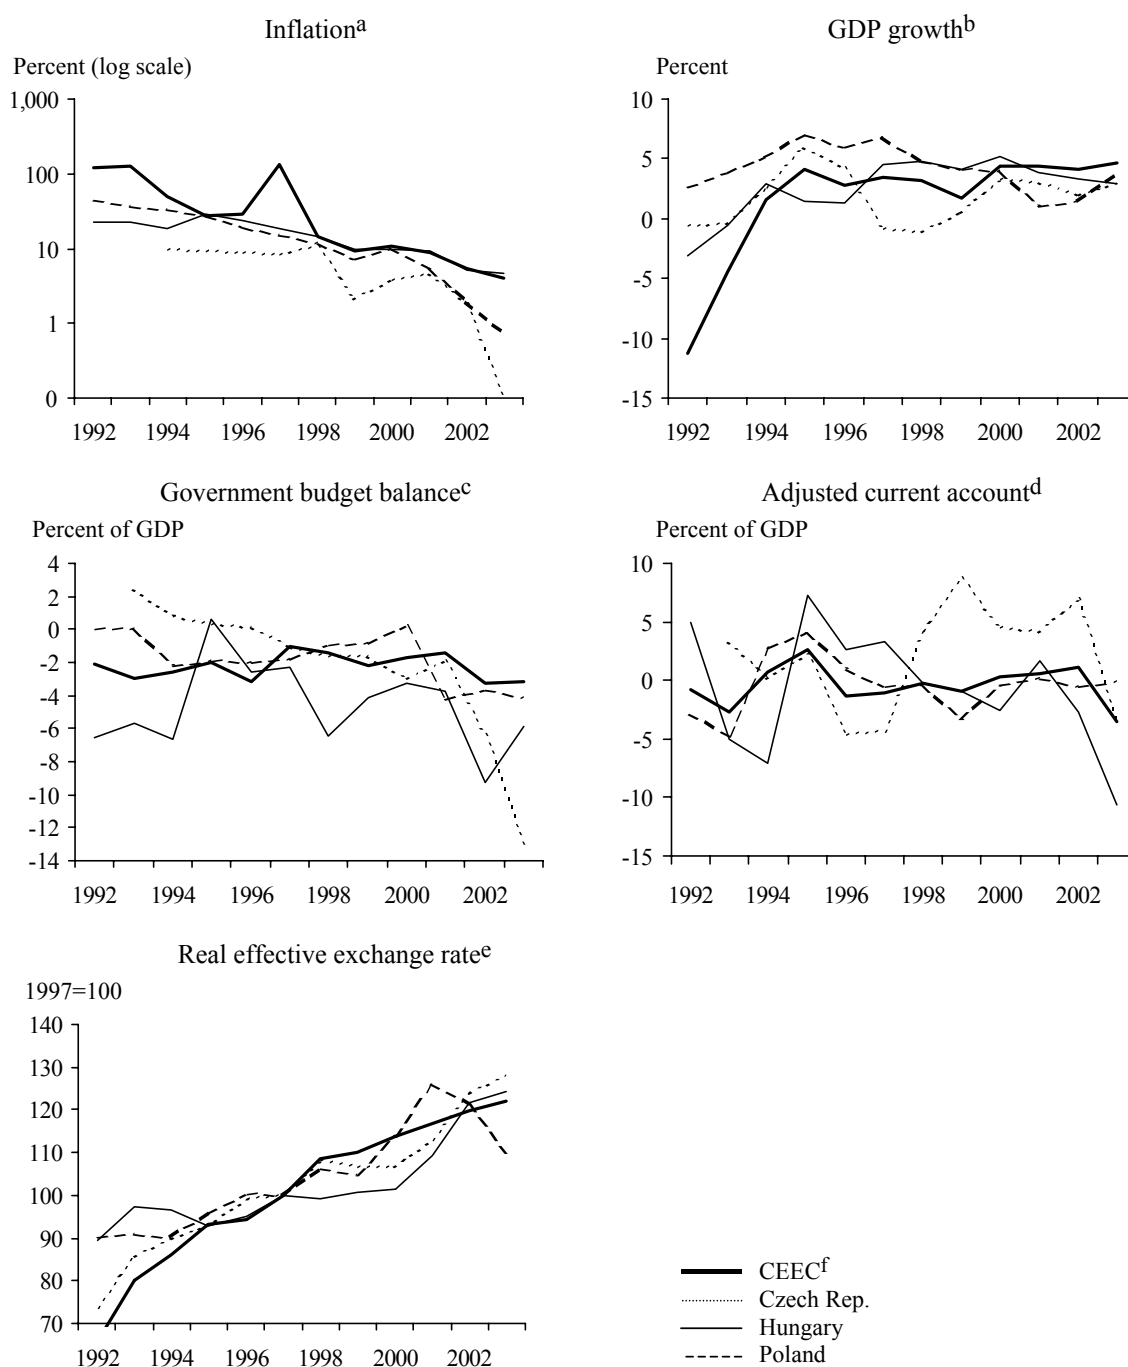 Inflationa
Percent (log scale)
1,000
100
10
1
0
1992 1994 1996 1998 2000 2002
GDP growthb
Percent
10
5
0
-5
-10
-15
1992 1994 1996 1998 2000 2002
Government budget balancec
Percent of GDP
4
2
0
-2
-4
-6
-8
-10
-12
-14
1992 1994 1996 1998 2000 2002
Adjusted current accountd
Percent of GDP
10
5
0
-5
-10
-15
1992 1994 1996 1998 2000 2002
Real effective exchange ratee
1997=100
140
130
120
110
100
90
80
70
1992 1994 1996 1998 2000 2002
CEECf
Czech Rep.
Hungary
Poland